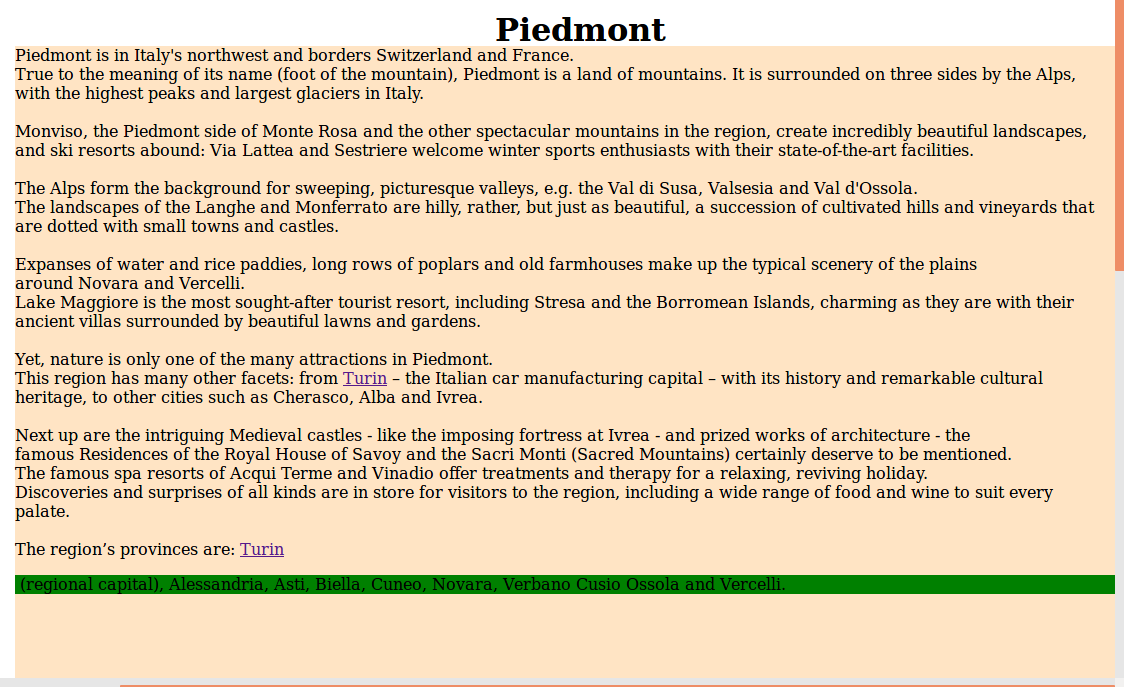 Piedmont
Piedmont is in Italy's northwest and borders Switzerland and France.
True to the meaning of its name (foot of the mountain), Piedmont is a land of mountains. It is surrounded on three sides by the Alps,
with the highest peaks and largest glaciers in Italy.
Monviso, the Piedmont side of Monte Rosa and the other spectacular mountains in the region, create incredibly beautiful landscapes,
and ski resorts abound: Via Lattea and Sestriere welcome winter sports enthusiasts with their state-of-the-art facilities.
The Alps form the background for sweeping, picturesque valleys, e.g. the Val di Susa, Valsesia and Val d'Ossola.
The landscapes of the Langhe and Monferrato are hilly, rather, but just as beautiful, a succession of cultivated hills and vineyards that
are dotted with small towns and castles.
Expanses of water and rice paddies, long rows of poplars and old farmhouses make up the typical scenery of the plains
around Novara and Vercelli.
Lake Maggiore is the most sought-after tourist resort, including Stresa and the Borromean Islands, charming as they are with their
ancient villas surrounded by beautiful lawns and gardens.
Yet, nature is only one of the many attractions in Piedmont.
This region has many other facets: from Turin – the Italian car manufacturing capital – with its history and remarkable cultural
heritage, to other cities such as Cherasco, Alba and Ivrea.
Next up are the intriguing Medieval castles - like the imposing fortress at Ivrea - and prized works of architecture - the
famous Residences of the Royal House of Savoy and the Sacri Monti (Sacred Mountains) certainly deserve to be mentioned.
The famous spa resorts of Acqui Terme and Vinadio offer treatments and therapy for a relaxing, reviving holiday.
Discoveries and surprises of all kinds are in store for visitors to the region, including a wide range of food and wine to suit every
palate.
The region’s provinces are: Turin
(regional capital), Alessandria, Asti, Biella, Cuneo, Novara, Verbano Cusio Ossola and Vercelli.